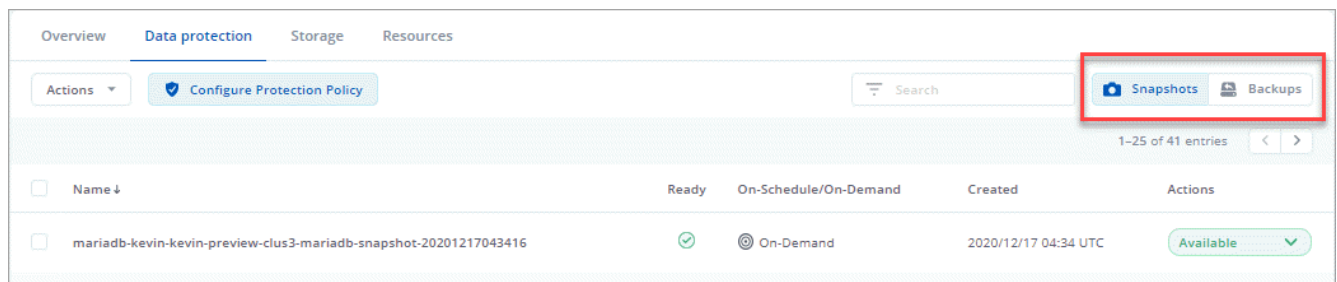 Overview Data protection Storage Resources
Actions Configure Protection Policy Search Snapshots Backups
1–25 of 41 entries
Name↓ Ready On-Schedule/On-Demand Created Actions
mariadb-kevin-kevin-preview-clus3-mariadb-snapshot-20201217043416 On-Demand 2020/12/17 04:34 UTC Available